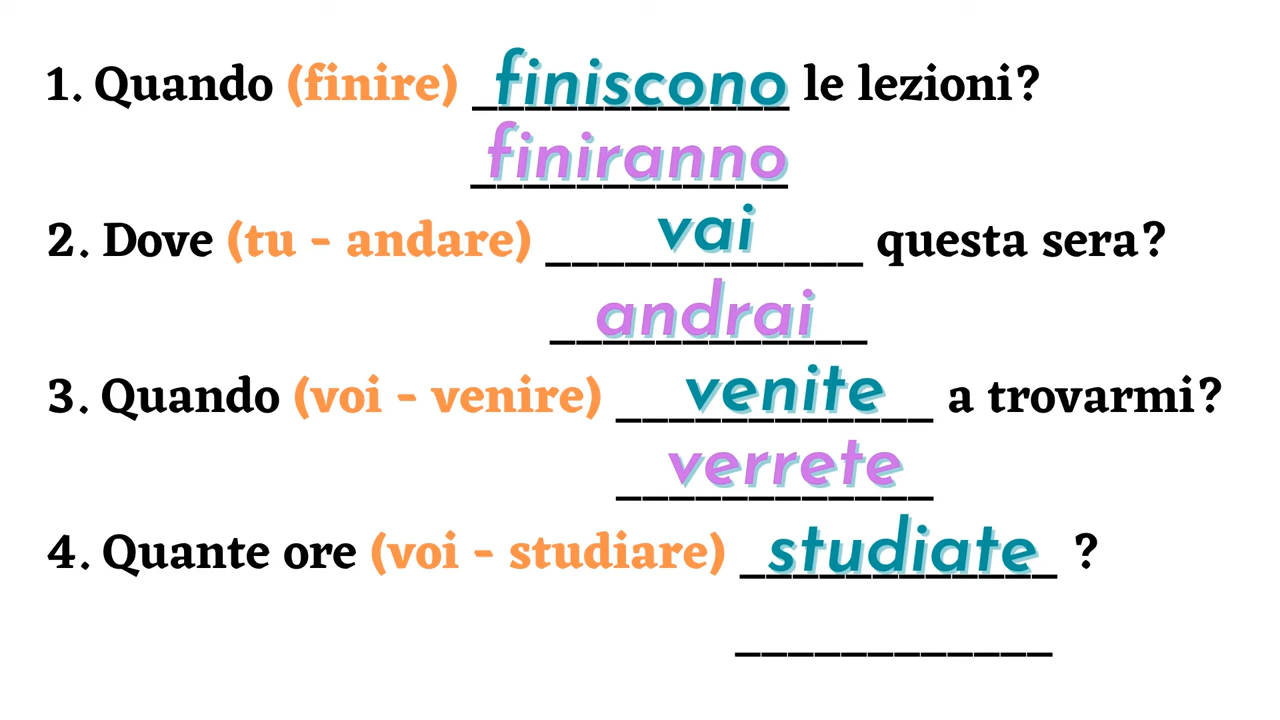 1. Quando (finire) finiscono le lezioni?
finiranno
2. Dove (tu - andare) vai questa sera?
andrai
3. Quando (voi - venire) venite a trovarmi?
verrete
4. Quante ore (voi - studiare) studiate ?
____________